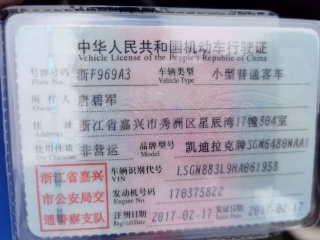 中华人民共和国机动车行驶证
Vehicle License of the People's Republic of China
号牌号码 浙F969A3 车辆类型 小型普通客车
Plate No. Vehicle Type
所有人 唐碧军
Owner
住址 浙江省嘉兴市秀洲区星辰湾17幢804室
Address
使用性质 非营运 品牌型号 凯迪拉克牌SGM6480NAA1
Use Character Model
浙江省嘉兴市公安局交通警察支队
车辆识别代号 LSGNB83L9HA061958
VIN
发动机号码 170375822
Engine No.
注册日期 2017-02-17 发证日期 2017-02-17
Register Date Issue Date